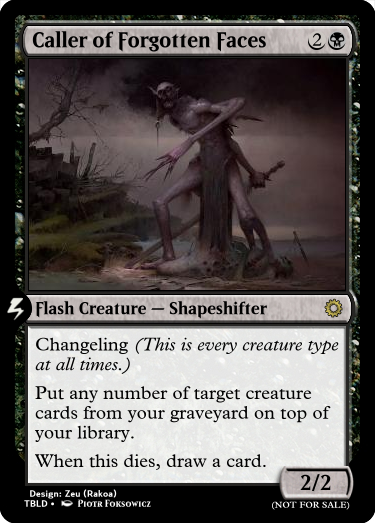 Caller of Forgotten Faces 2
Flash Creature — Shapeshifter
Changeling (This is every creature type
at all times.)
Put any number of target creature
cards from your graveyard on top of
your library.
When this dies, draw a card.
2/2
Design: Zeu (Rakoa)
TBLD • Piotr Foksowicz
(NOT FOR SALE)